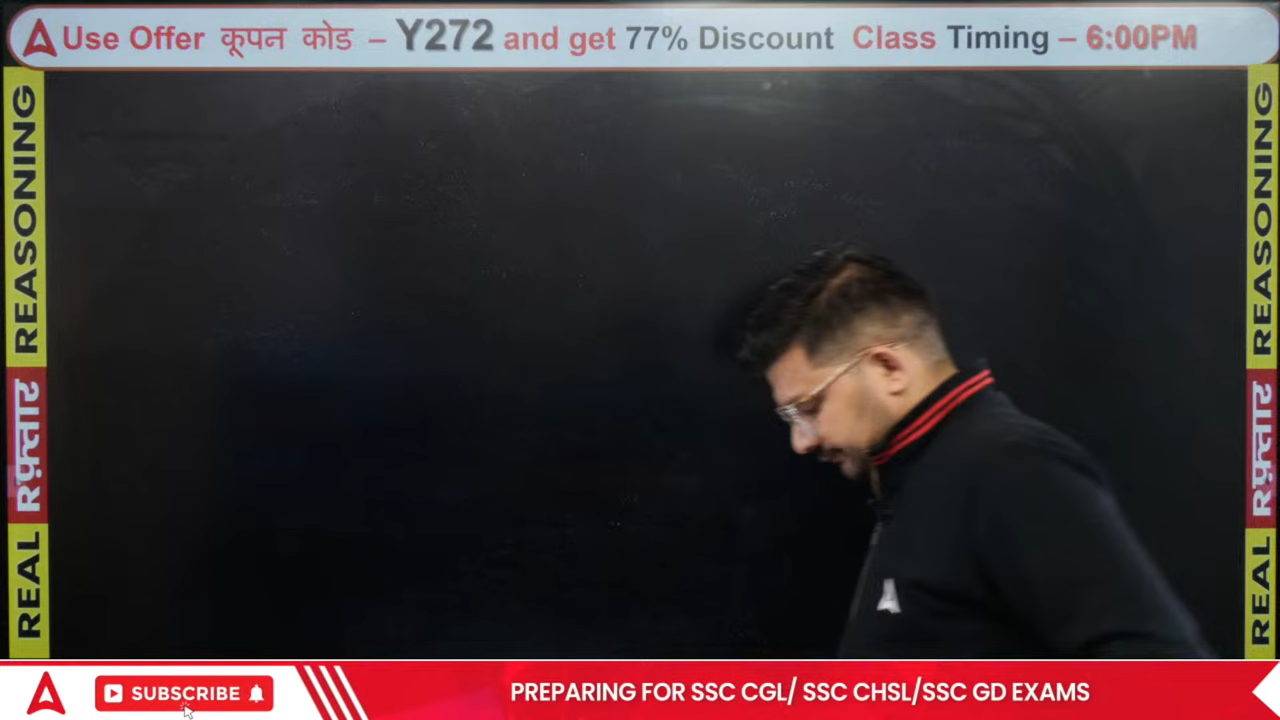 Use Offer कूपन कोड – Y272 and get 77% Discount Class Timing – 6:00PM
REAL रफ़्तार REASONING
REAL रफ़्तार REASONING
SUBSCRIBE
PREPARING FOR SSC CGL/ SSC CHSL/SSC GD EXAMS